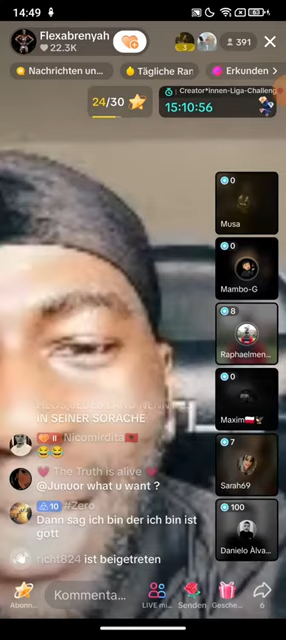 14:49
63
Flexabrenyah
22.3K
3
391
Nachrichten un...
Tägliche Ran
Erkunden
24/30
Creator*innen-Liga-Challeng
15:10:56
0
Musa
0
Mambo-G
8
Raphaelmen...
0
Maxim
7
Sarah69
100
Danielo Álva...
IN SEINER SORACHE
Nicomirdita
The Truth is alive
@Junuor what u want ?
10 #Zero
Dann sag ich bin der ich bin ist
gott
richt824 ist beigetreten
Abonn...
Kommenta...
LIVE mi...
Senden
Gesche...
6